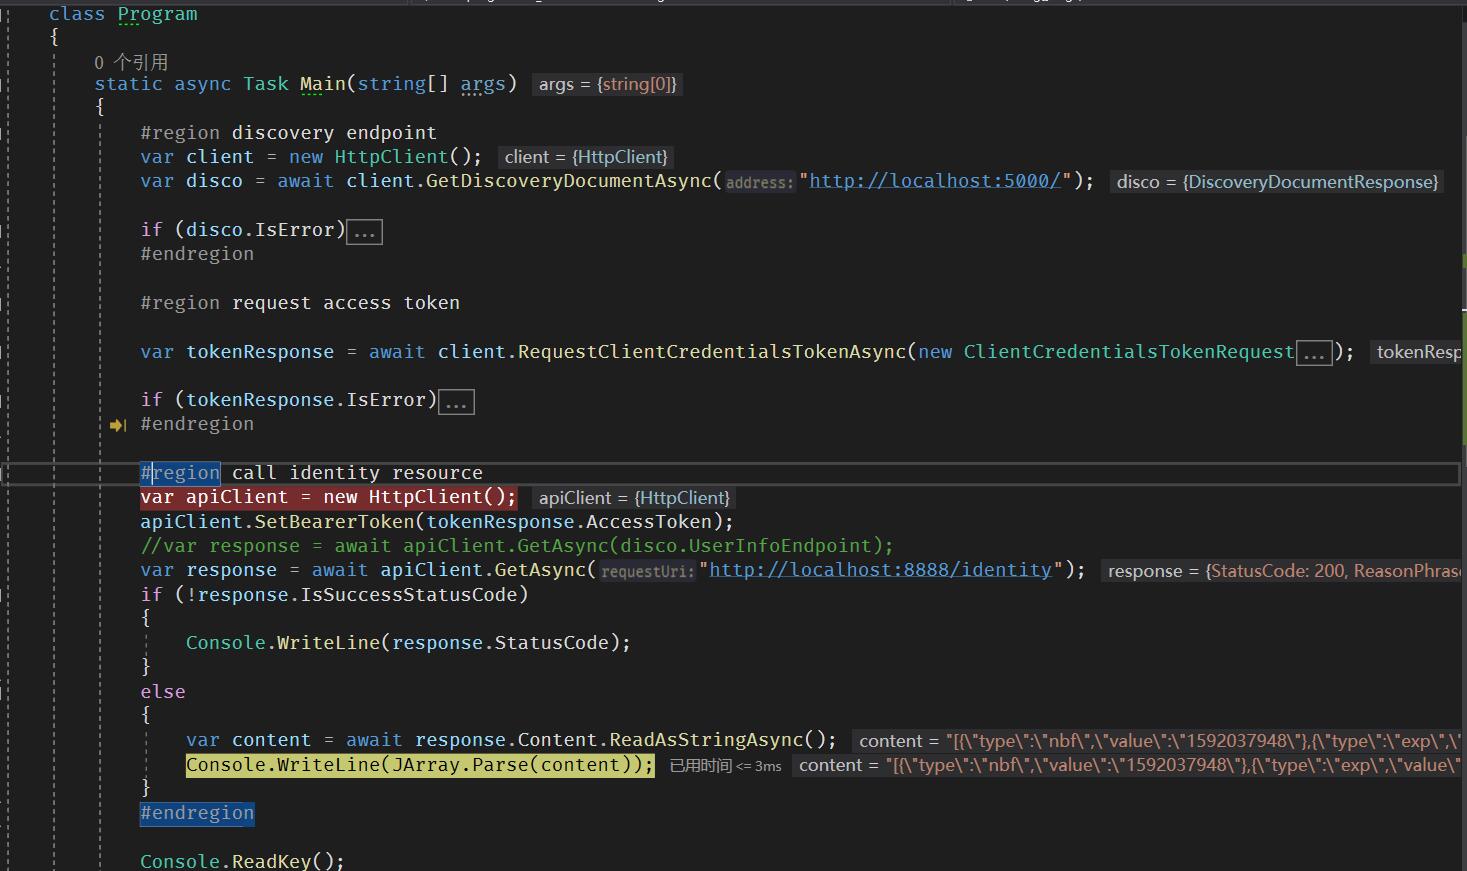 class Program
{
0 个引用
static async Task Main(string[] args) args = {string[0]}
{
#region discovery endpoint
var client = new HttpClient(); client = {HttpClient}
var disco = await client.GetDiscoveryDocumentAsync(address:"http://localhost:5000/"); disco = {DiscoveryDocumentResponse}
if (disco.IsError)...
#endregion
#region request access token
var tokenResponse = await client.RequestClientCredentialsTokenAsync(new ClientCredentialsTokenRequest...); tokenResp
if (tokenResponse.IsError)...
#endregion
#region call identity resource
var apiClient = new HttpClient(); apiClient = {HttpClient}
apiClient.SetBearerToken(tokenResponse.AccessToken);
//var response = await apiClient.GetAsync(disco.UserInfoEndpoint);
var response = await apiClient.GetAsync(requestUri:"http://localhost:8888/identity"); response = {StatusCode: 200, ReasonPhrase
if (!response.IsSuccessStatusCode)
{
Console.WriteLine(response.StatusCode);
}
else
{
var content = await response.Content.ReadAsStringAsync(); content = "[{\"type\":\"nbf\",\"value\":\"1592037948\"},{\"type\":\"exp\",\"
Console.WriteLine(JArray.Parse(content)); 已用时间 <= 3ms content = "[{\"type\":\"nbf\",\"value\":\"1592037948\"},{\"type\":\"exp\",\"value\"
}
#endregion
Console.ReadKey();